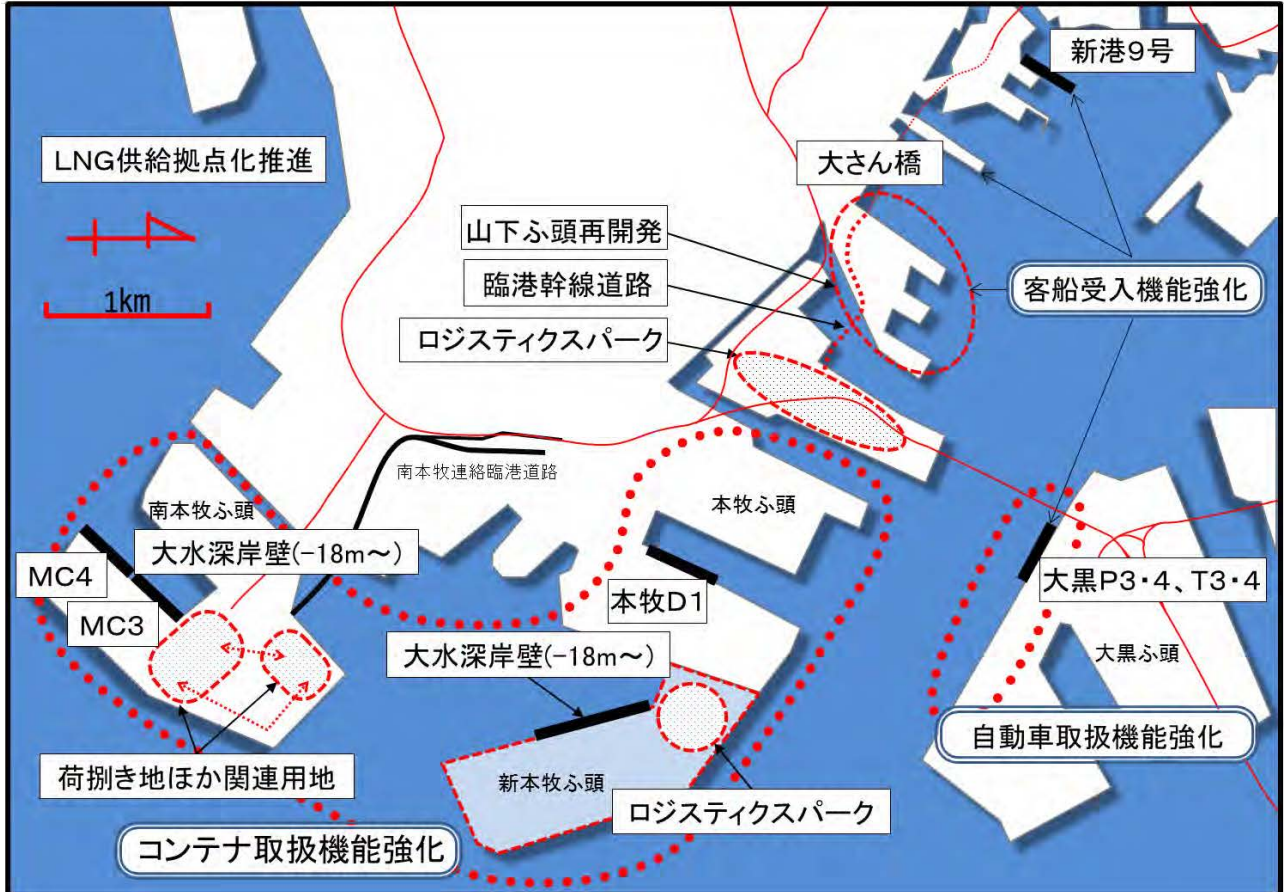 新港9号
LNG供給拠点化推進
大さん橋
山下ふ頭再開発
臨港幹線道路
客船受入機能強化
1km
ロジスティクスパーク
南本牧連絡臨港道路
南本牧ふ頭
本牧ふ頭
大水深岸壁(-18m～)
MC4
MC3
本牧D1
大黒P3・4、T3・4
大水深岸壁(-18m～)
大黒ふ頭
自動車取扱機能強化
荷捌き地ほか関連用地
新本牧ふ頭
ロジスティクスパーク
コンテナ取扱機能強化